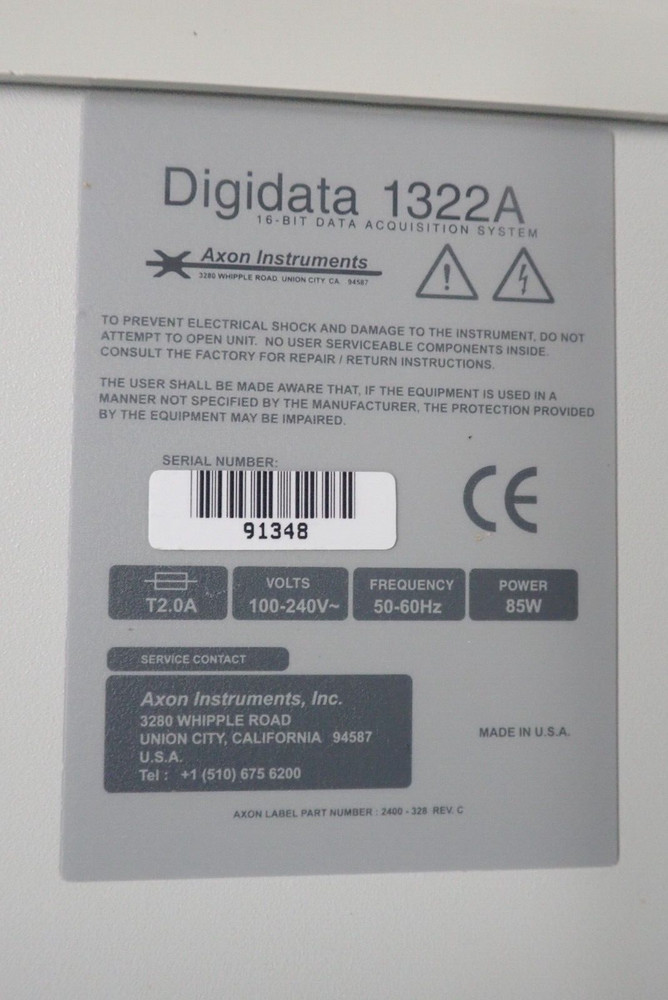 Digidata 1322A
16-BIT DATA ACQUISITION SYSTEM
Axon Instruments
3280 WHIPPLE ROAD, UNION CITY, CA 94587
TO PREVENT ELECTRICAL SHOCK AND DAMAGE TO THE INSTRUMENT, DO NOT
ATTEMPT TO OPEN UNIT. NO USER SERVICEABLE COMPONENTS INSIDE.
CONSULT THE FACTORY FOR REPAIR / RETURN INSTRUCTIONS.
THE USER SHALL BE MADE AWARE THAT, IF THE EQUIPMENT IS USED IN A
MANNER NOT SPECIFIED BY THE MANUFACTURER, THE PROTECTION PROVIDED
BY THE EQUIPMENT MAY BE IMPAIRED.
SERIAL NUMBER:
91348
CE
T2.0A
VOLTS
100-240V~
FREQUENCY
50-60Hz
POWER
85W
SERVICE CONTACT
Axon Instruments, Inc.
3280 WHIPPLE ROAD
UNION CITY, CALIFORNIA 94587
U.S.A.
Tel : +1 (510) 675 6200
MADE IN U.S.A.
AXON LABEL PART NUMBER : 2400 - 328 REV. C